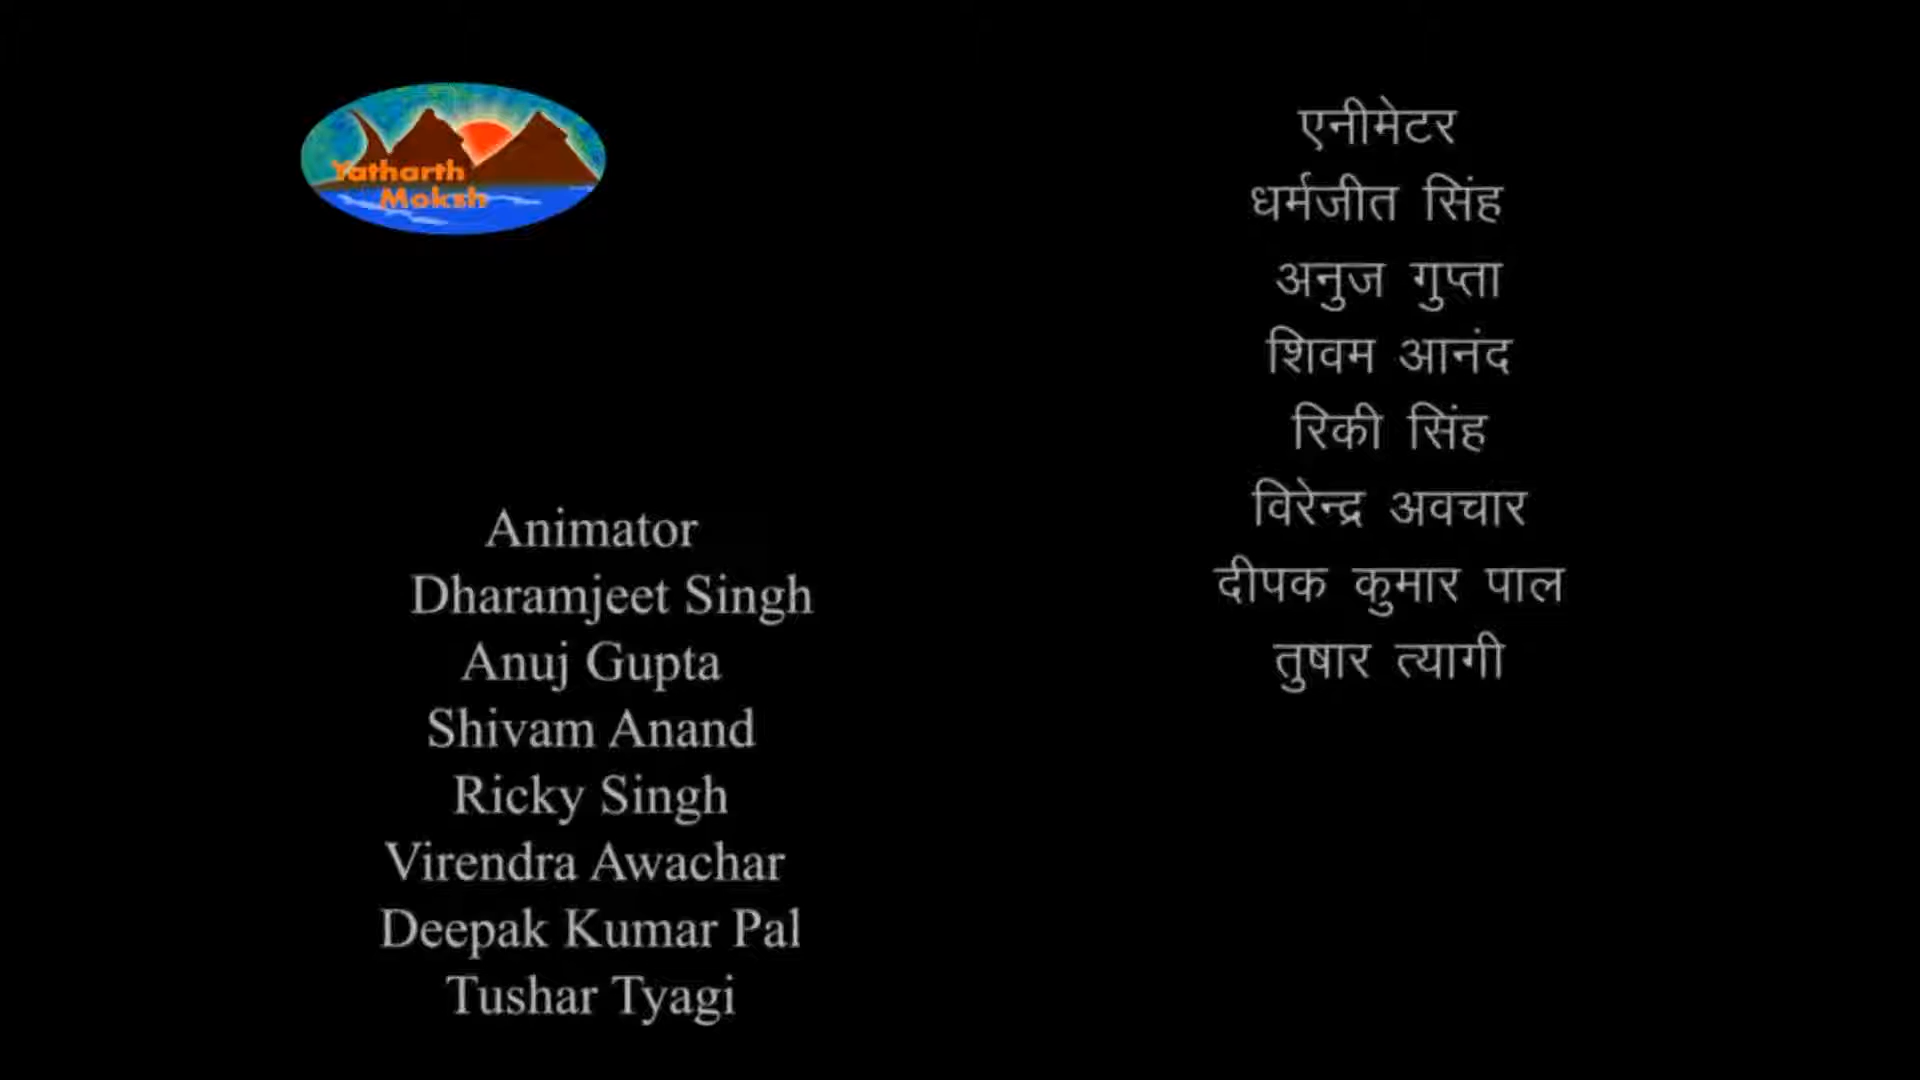 Yatharth
Moksh
Animator
Dharamjeet Singh
Anuj Gupta
Shivam Anand
Ricky Singh
Virendra Awachar
Deepak Kumar Pal
Tushar Tyagi
एनीमेटर
धर्मजीत सिंह
अनुज गुप्ता
शिवम आनंद
रिकी सिंह
विरेन्द्र अवचार
दीपक कुमार पाल
तुषार त्यागी